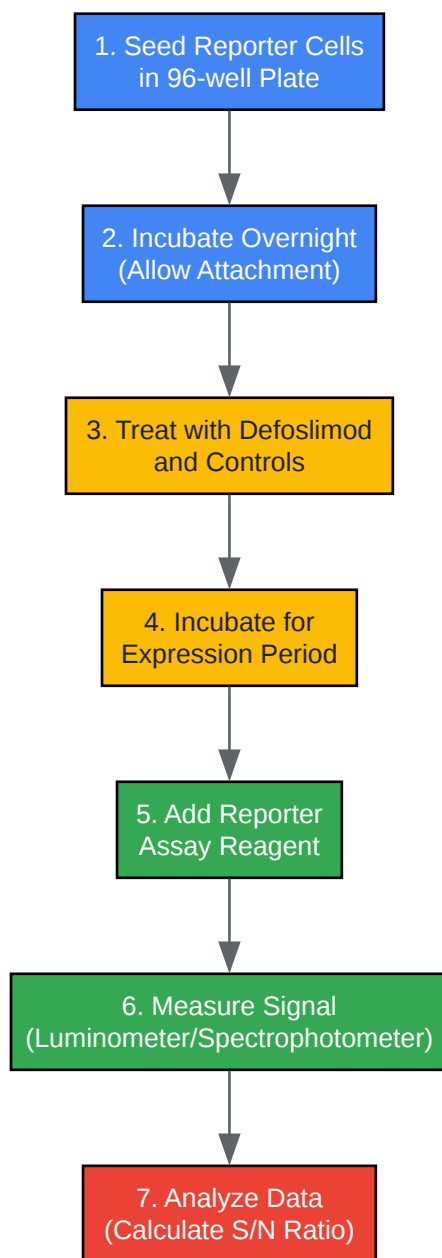 1. Seed Reporter Cells
in 96-well Plate
2. Incubate Overnight
(Allow Attachment)
3. Treat with Defoslimod
and Controls
4. Incubate for
Expression Period
5. Add Reporter
Assay Reagent
6. Measure Signal
(Luminometer/Spectrophotometer)
7. Analyze Data
(Calculate S/N Ratio)